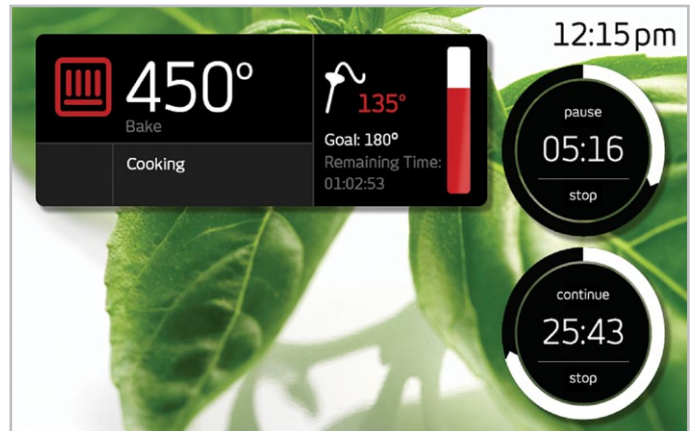 12:15pm
450°
Bake
Cooking
135°
Goal: 180°
Remaining Time:
01:02:53
pause
05:16
stop
continue
25:43
stop